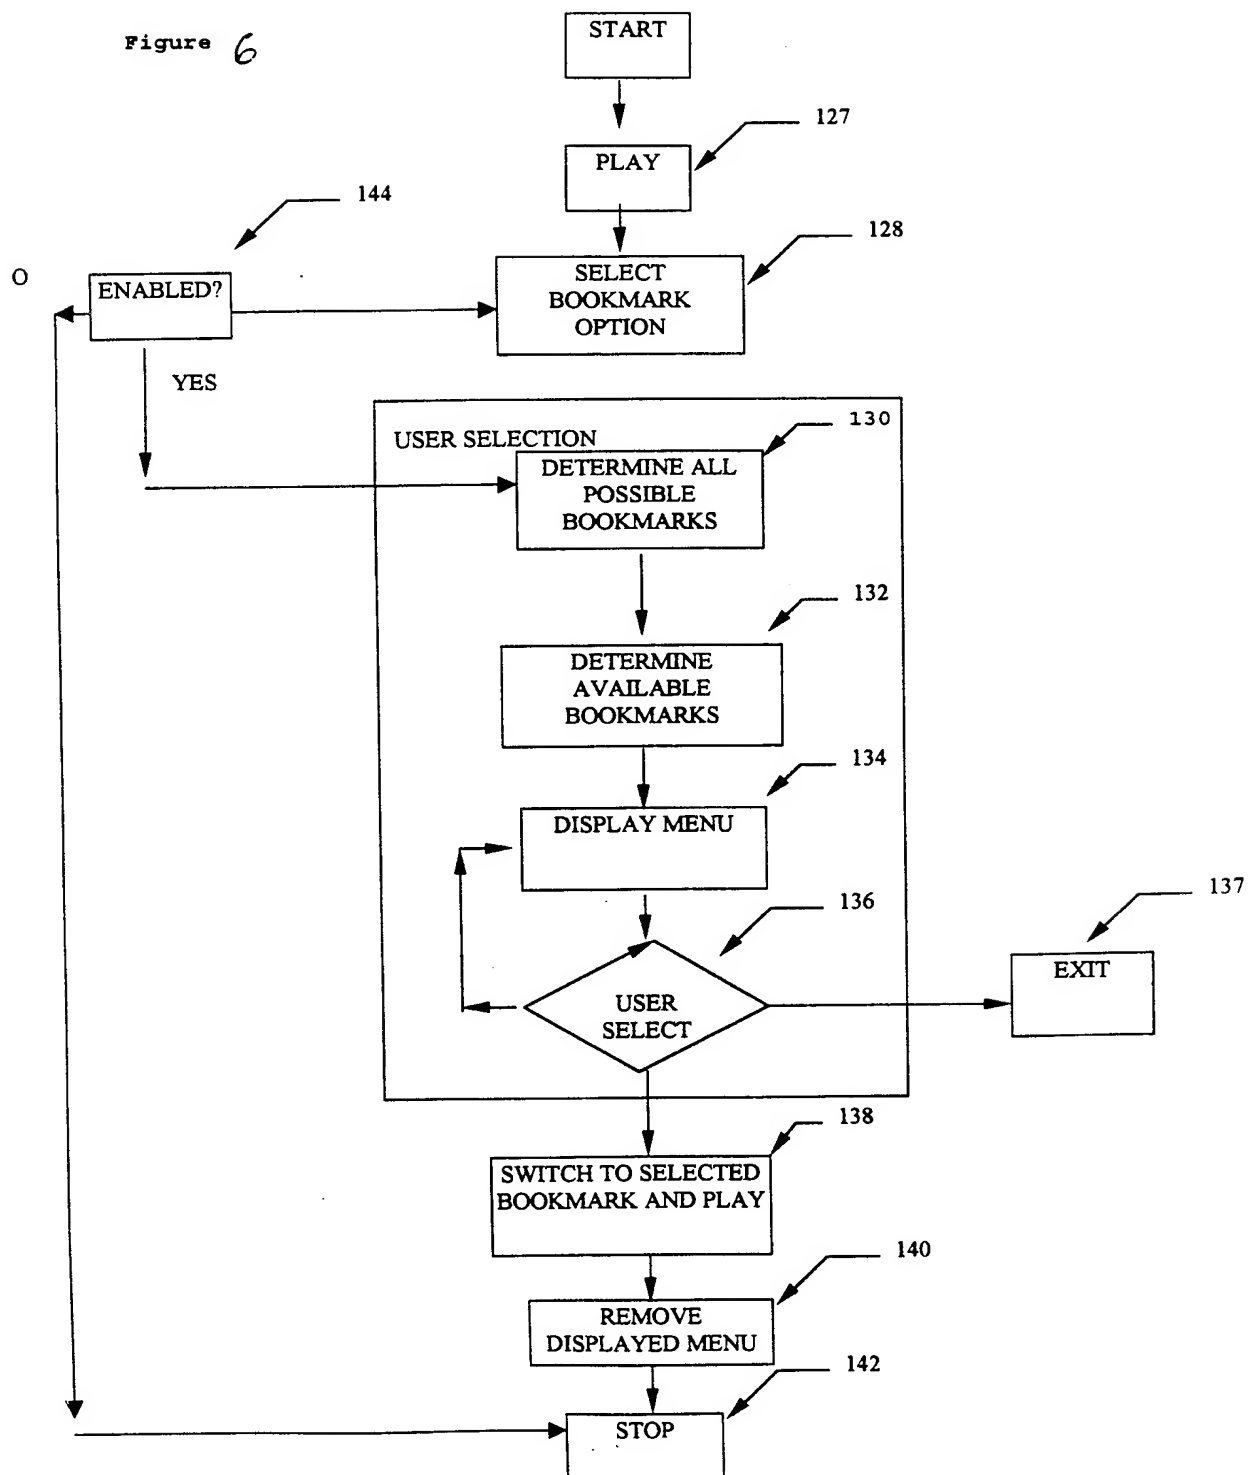 Figure 6
START
127
PLAY
144
128
O
ENABLED?
SELECT
BOOKMARK
OPTION
YES
130
USER SELECTION
DETERMINE ALL
POSSIBLE
BOOKMARKS
132
DETERMINE
AVAILABLE
BOOKMARKS
134
DISPLAY MENU
136
137
EXIT
USER
SELECT
138
SWITCH TO SELECTED
BOOKMARK AND PLAY
140
REMOVE
DISPLAYED MENU
142
STOP